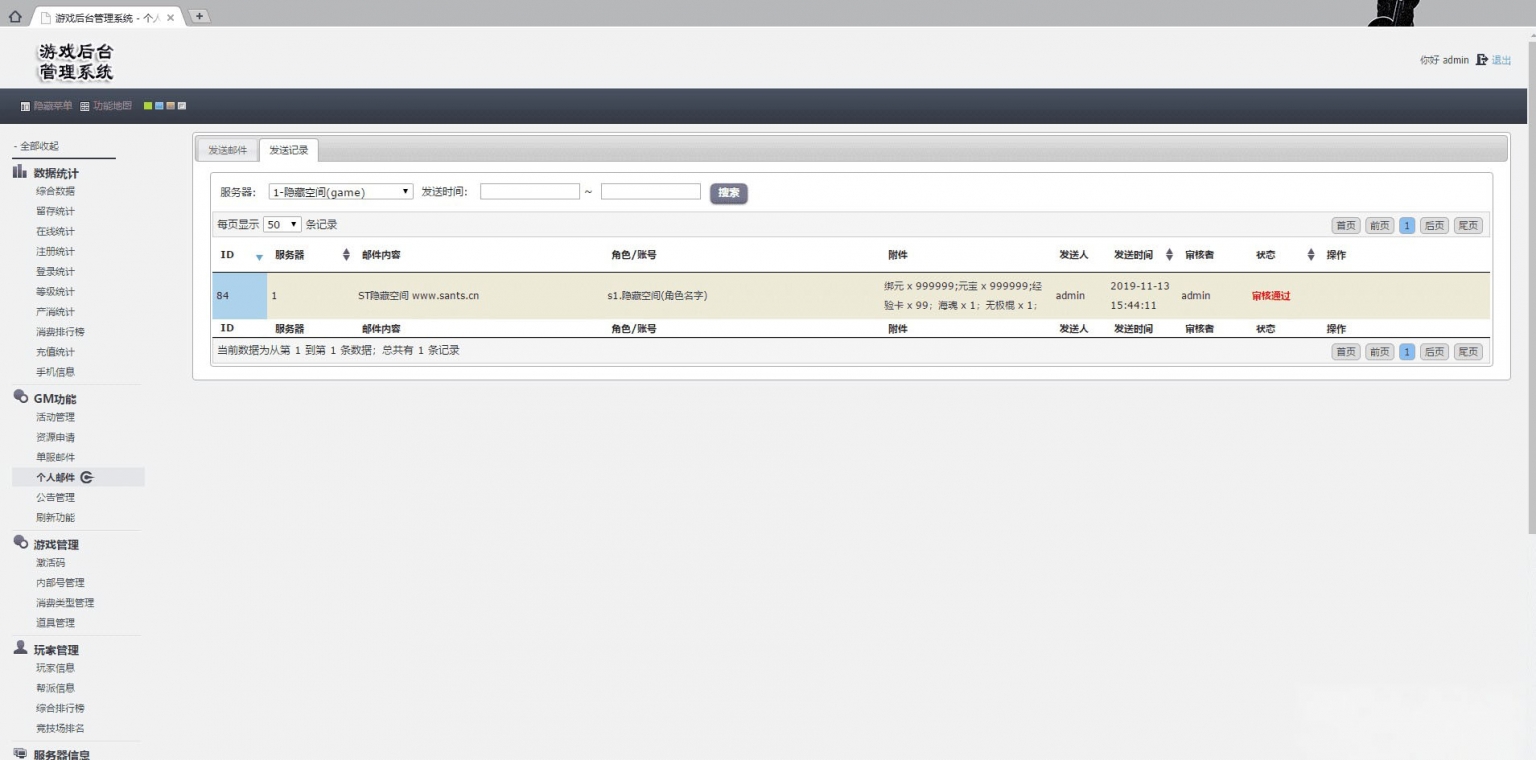 游戏后台管理系统 - 个人
游戏后台
管理系统
你好 admin 退出
隐藏菜单 功能地图
- 全部收起
数据统计
综合数据
留存统计
在线统计
注册统计
登录统计
等级统计
产消统计
消费排行榜
充值统计
手机信息
GM功能
活动管理
资源申请
单服邮件
个人邮件
公告管理
刷新功能
游戏管理
激活码
内部号管理
消费类型管理
道具管理
玩家管理
玩家信息
帮派信息
综合排行榜
竞技场排名
服务器信息
发送邮件 发送记录
服务器: 1-隐藏空间(game) 发送时间: ~ 搜索
每页显示 50 条记录 首页 前页 1 后页 尾页
ID 服务器 邮件内容 角色/账号 附件 发送人 发送时间 审核者 状态 操作
84 1 ST隐藏空间 www.sants.cn s1.隐藏空间(角色名字) 绑元 x 999999;元宝 x 999999;经 admin 2019-11-13 admin 审核通过
验卡 x 99; 海魂 x 1; 无极棍 x 1; 15:44:11
ID 服务器 邮件内容 角色/账号 附件 发送人 发送时间 审核者 状态 操作
当前数据为从第 1 到第 1 条数据; 总共有 1 条记录 首页 前页 1 后页 尾页